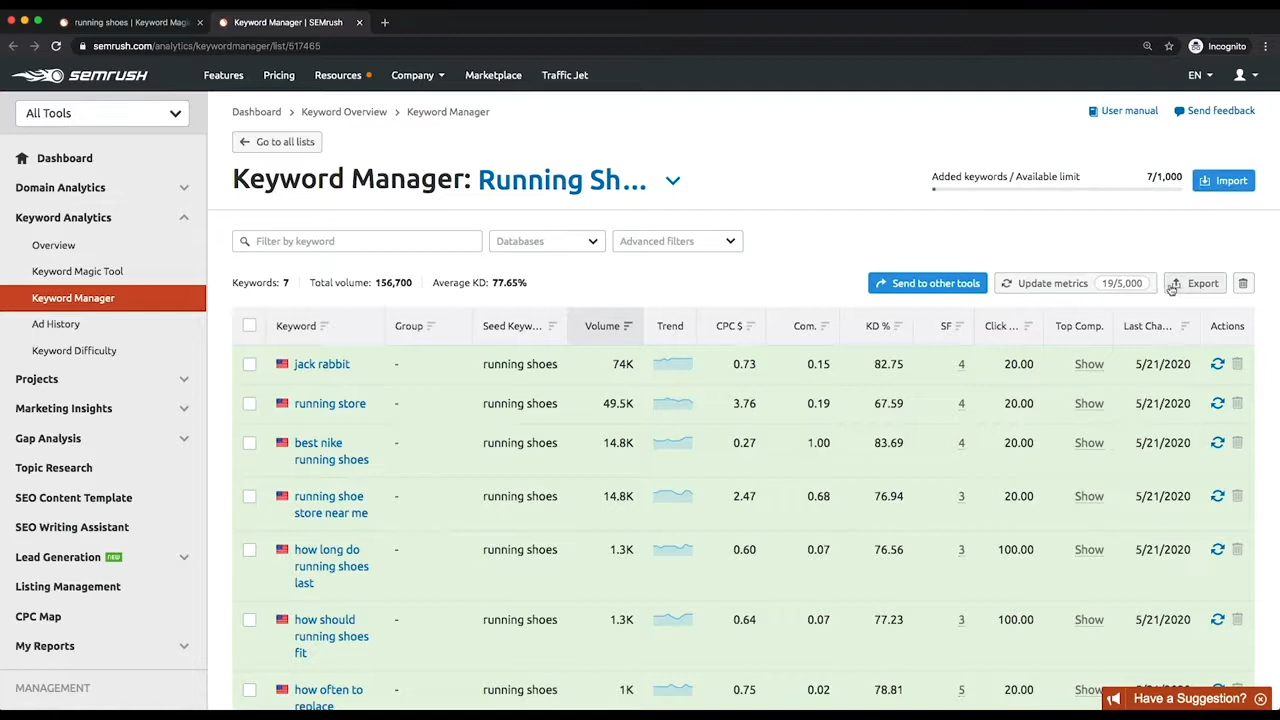 running shoes | Keyword Magic
Keyword Manager | SEMrush
semrush.com/analytics/keywordmanager/list/517465
Incognito
SEMRUSH
Features
Pricing
Resources
Company
Marketplace
Traffic Jet
EN
All Tools
Dashboard
Domain Analytics
Keyword Analytics
Overview
Keyword Magic Tool
Keyword Manager
Ad History
Keyword Difficulty
Projects
Marketing Insights
Gap Analysis
Topic Research
SEO Content Template
SEO Writing Assistant
Lead Generation NEW
Listing Management
CPC Map
My Reports
MANAGEMENT
Dashboard > Keyword Overview > Keyword Manager
User manual
Send feedback
Go to all lists
Keyword Manager: Running Sh...
Added keywords / Available limit 7/1,000
Import
Filter by keyword
Databases
Advanced filters
Keywords: 7 Total volume: 156,700 Average KD: 77.65%
Send to other tools
Update metrics 19/5,000
Export
Keyword Group Seed Keyw... Volume Trend CPC $ Com. KD % SF Click ... Top Comp. Last Cha... Actions
jack rabbit - running shoes 74K 0.73 0.15 82.75 4 20.00 Show 5/21/2020
running store - running shoes 49.5K 3.76 0.19 67.59 4 20.00 Show 5/21/2020
best nike - running shoes 14.8K 0.27 1.00 83.69 4 20.00 Show 5/21/2020
running shoes
running shoe - running shoes 14.8K 2.47 0.68 76.94 3 20.00 Show 5/21/2020
store near me
how long do - running shoes 1.3K 0.60 0.07 76.56 3 100.00 Show 5/21/2020
running shoes
last
how should - running shoes 1.3K 0.64 0.07 77.23 3 100.00 Show 5/21/2020
running shoes
fit
how often to - running shoes 1K 0.75 0.02 78.81 5 20.00 Show
replace
Have a Suggestion?